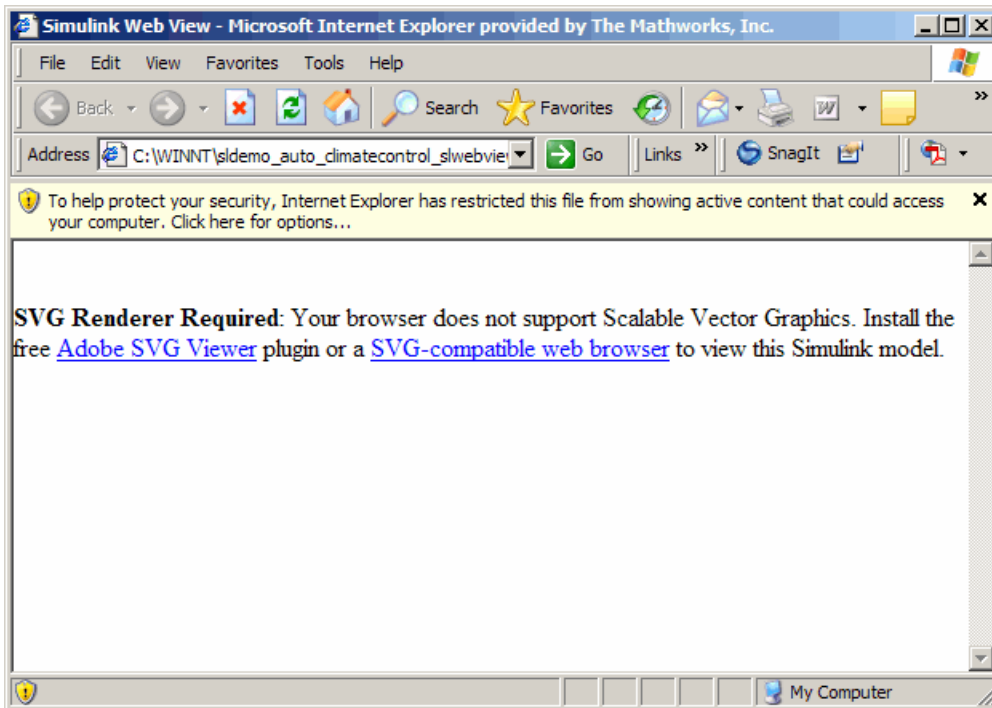 Simulink Web View - Microsoft Internet Explorer provided by The Mathworks, Inc.
File Edit View Favorites Tools Help
Back Search Favorites W »
Address C:\WINNT\sldemo_auto_climatecontrol_slwebview Go Links » SnagIt
To help protect your security, Internet Explorer has restricted this file from showing active content that could access
your computer. Click here for options...
SVG Renderer Required: Your browser does not support Scalable Vector Graphics. Install the
free Adobe SVG Viewer plugin or a SVG-compatible web browser to view this Simulink model.
My Computer